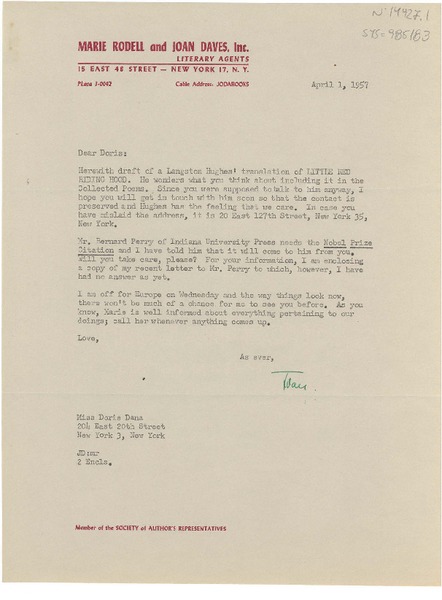 Nº 14427.1
SYS=985183
MARIE RODELL and JOAN DAVES, Inc.
LITERARY AGENTS
15 EAST 48 STREET — NEW YORK 17, N. Y.
PLaza 3-0042 Cable Address: JODABOOKS
April 1, 1957
Dear Doris:
Herewith draft of a Langston Hughes' translation of LITTLE RED
RIDING HOOD. He wonders what you think about including it in the
Collected Poems. Since you were supposed to talk to him anyway, I
hope you will get in touch with him soon so that the contact is
preserved and Hughes has the feeling that we care. In case you
have mislaid the address, it is 20 East 127th Street, New York 35,
New York.
Mr. Bernard Perry of Indiana University Press needs the Nobel Prize
Citation and I have told him that it will come to him from you.
Will you take care, please? For your information, I am enclosing
a copy of my recent letter to Mr. Perry to which, however, I have
had no answer as yet.
I am off for Europe on Wednesday and the way things look now,
there won't be much of a chance for me to see you before. As you
know, Marie is well informed about everything pertaining to our
doings; call her whenever anything comes up.
Love,
As ever,
Joan.
Miss Doris Dana
204 East 20th Street
New York 3, New York
JD:mr
2 Encls.
Member of the SOCIETY of AUTHOR'S REPRESENTATIVES